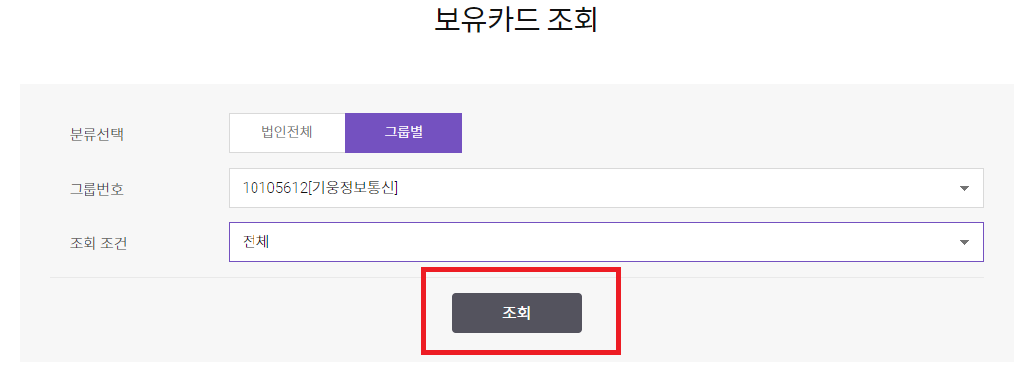 보유카드 조회
분류선택 법인전체 그룹별
그룹번호 10105612[기웅정보통신]
조회 조건 전체
조회